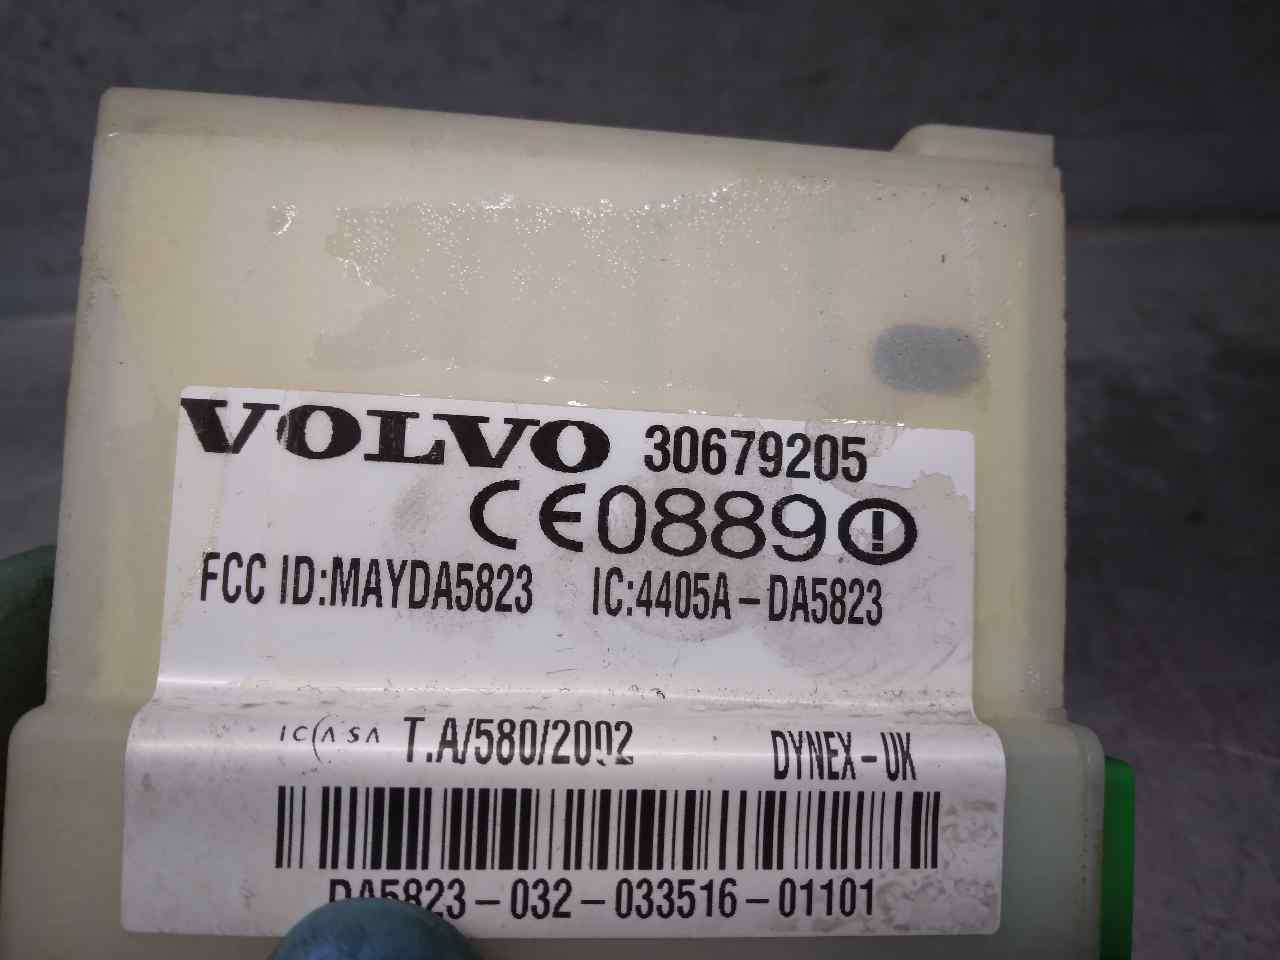 VOLVO 30679205
CE0889!
FCC ID:MAYDA5823 IC:4405A-DA5823
ICASA T.A/580/2002 DYNEX-UK
DA5823-032-033516-01101